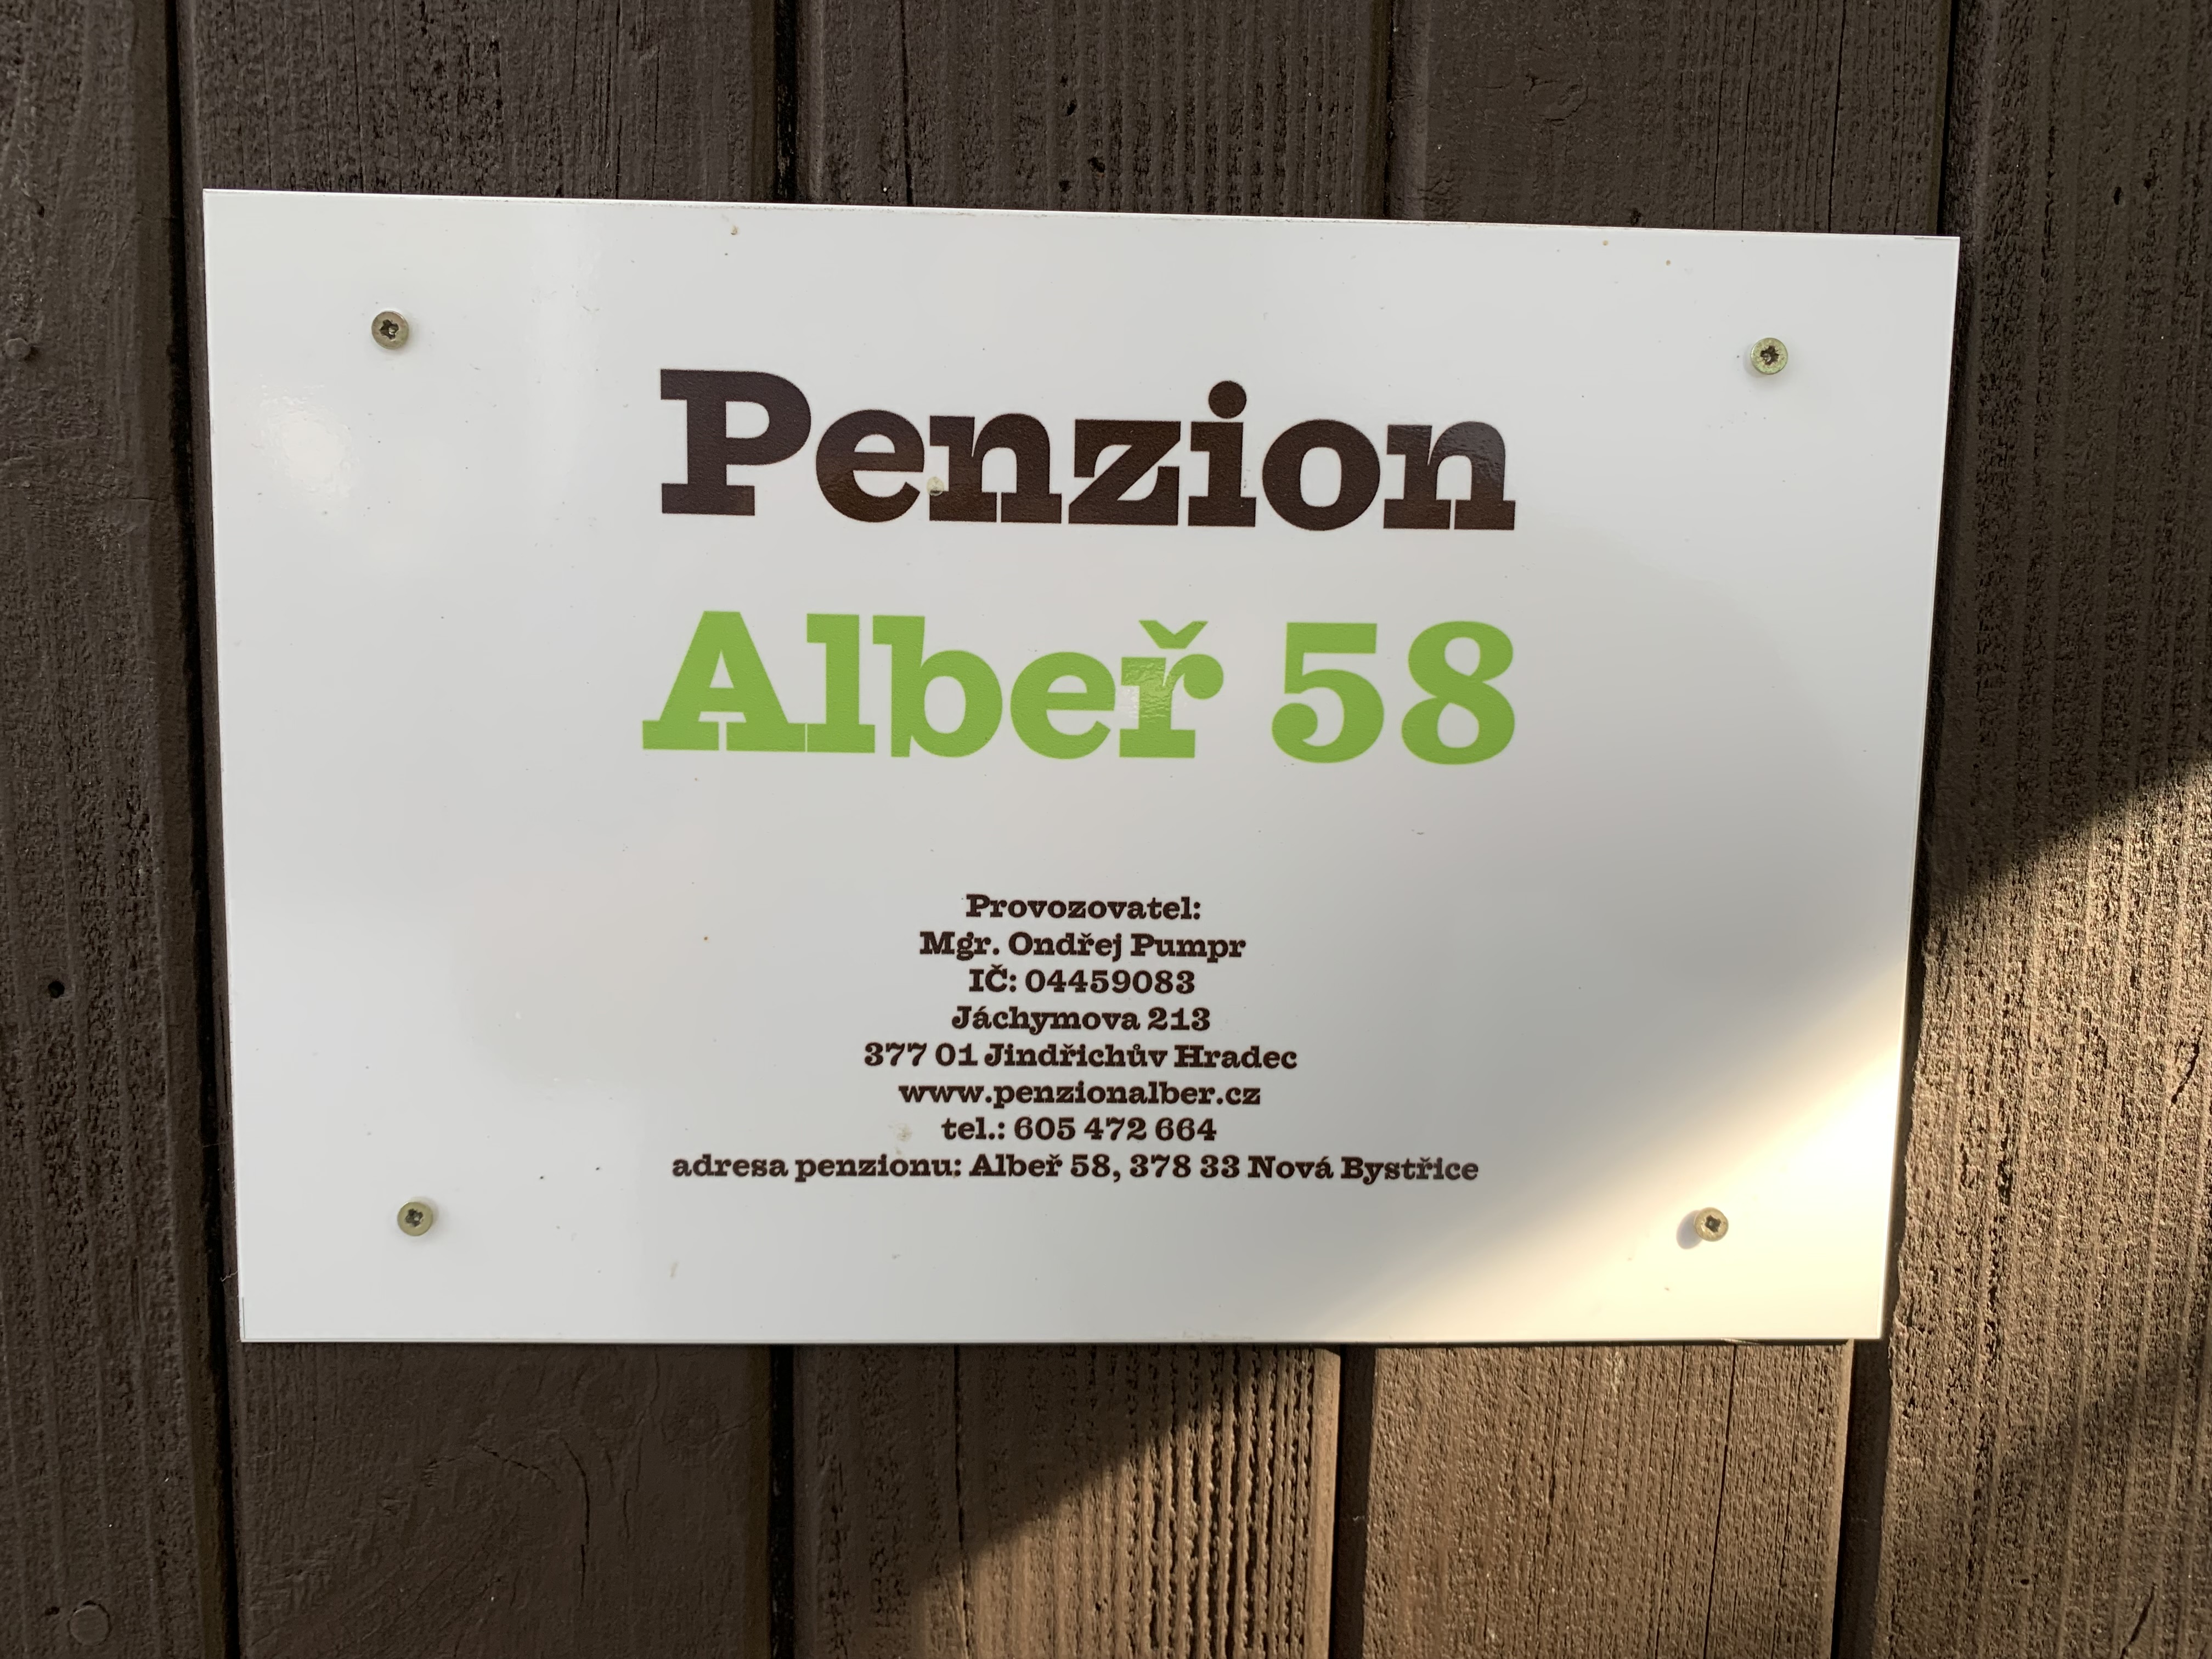 Penzion
Albeř 58
Provozovatel:
Mgr. Ondřej Pumpr
IČ: 04459083
Jáchymova 213
377 01 Jindřichův Hradec
www.penzionalber.cz
tel.: 605 472 664
adresa penzionu: Albeř 58, 378 33 Nová Bystřice